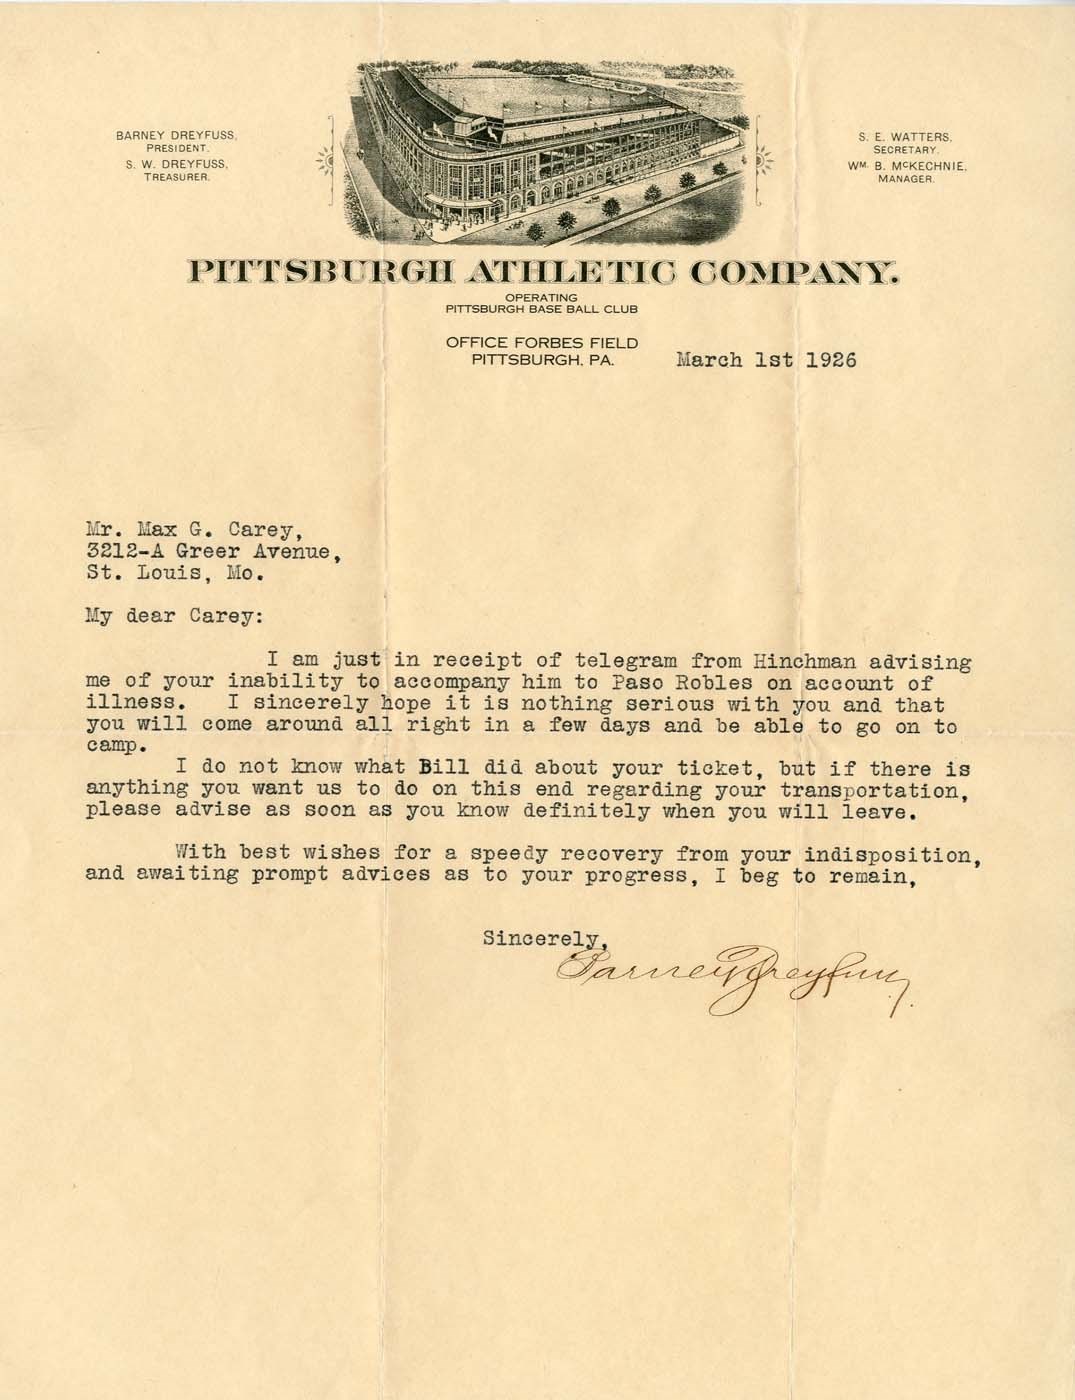 BARNEY DREYFUSS,
PRESIDENT.
S. W. DREYFUSS,
TREASURER.
S. E. WATTERS,
SECRETARY.
WM. B. McKECHNIE,
MANAGER.
PITTSBURGH ATHLETIC COMPANY.
OPERATING
PITTSBURGH BASE BALL CLUB
OFFICE FORBES FIELD
PITTSBURGH, PA.
March 1st 1926
Mr. Max G. Carey,
3212-A Greer Avenue,
St. Louis, Mo.
My dear Carey:
I am just in receipt of telegram from Hinchman advising
me of your inability to accompany him to Paso Robles on account of
illness. I sincerely hope it is nothing serious with you and that
you will come around all right in a few days and be able to go on to
camp.
I do not know what Bill did about your ticket, but if there is
anything you want us to do on this end regarding your transportation,
please advise as soon as you know definitely when you will leave.
With best wishes for a speedy recovery from your indisposition,
and awaiting prompt advices as to your progress, I beg to remain,
Sincerely,
Barney Dreyfuss.